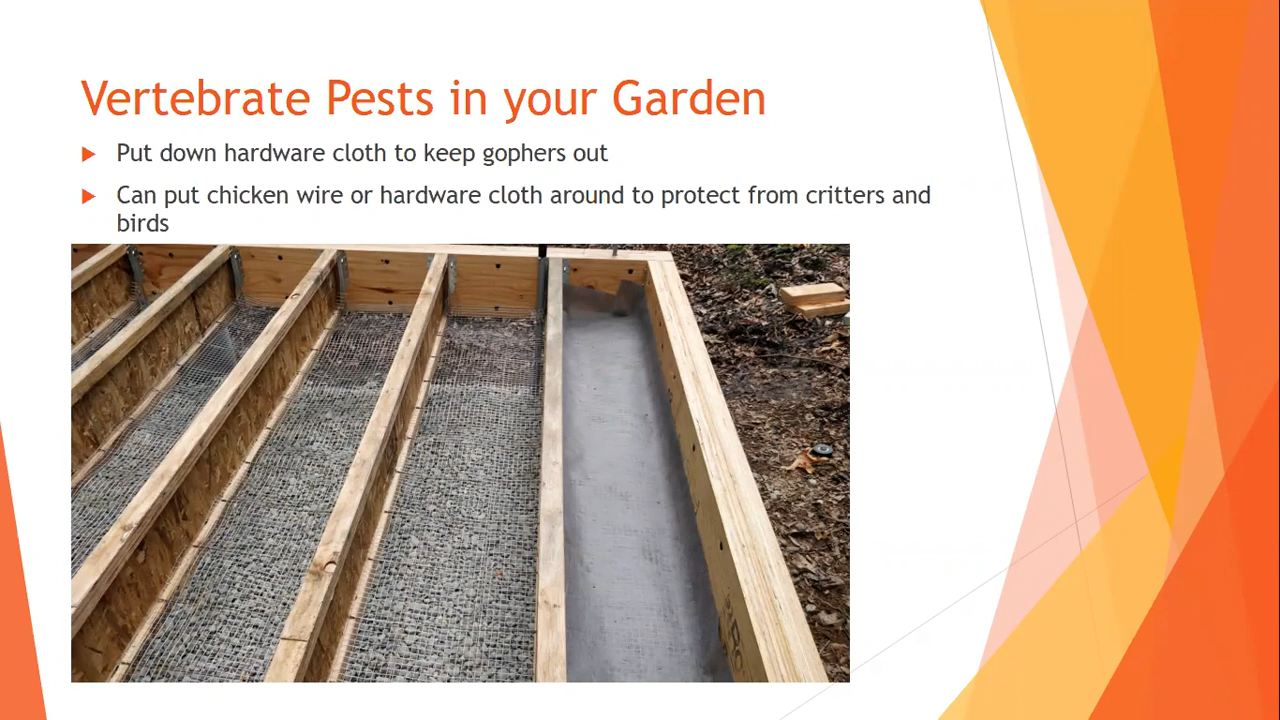 Vertebrate Pests in your Garden
Put down hardware cloth to keep gophers out
Can put chicken wire or hardware cloth around to protect from critters and
birds